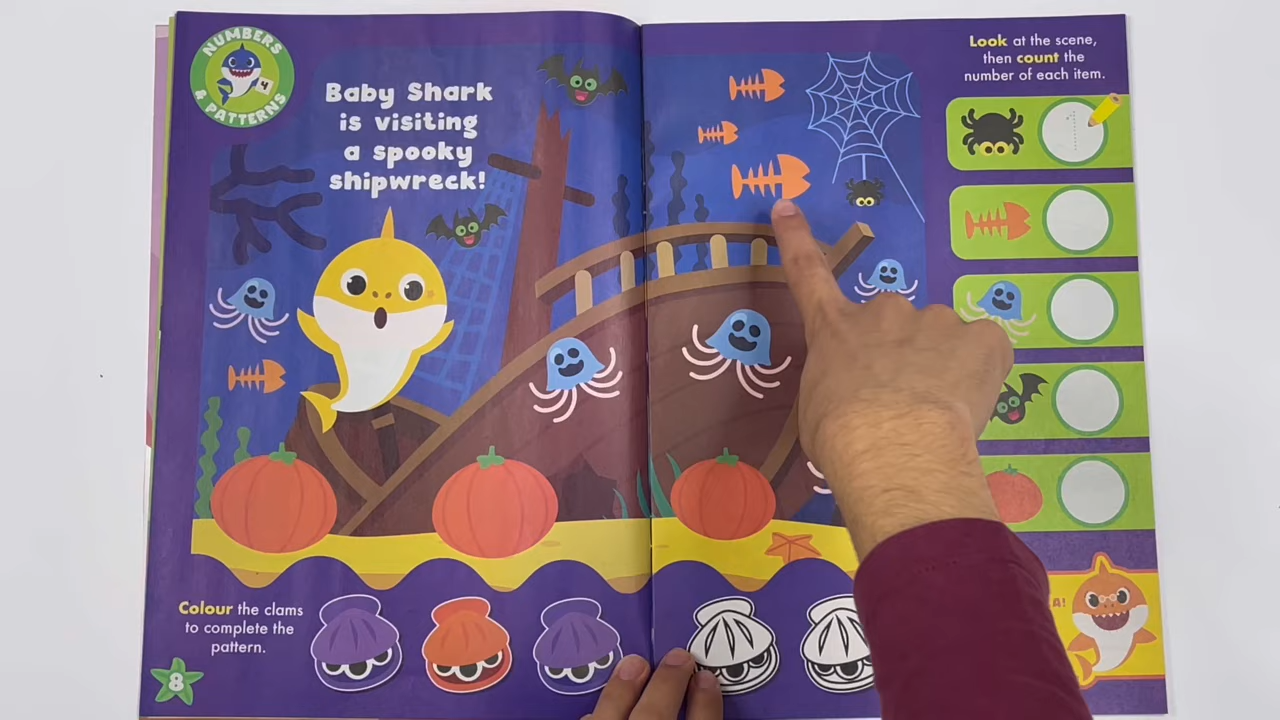 NUMBERS
4
& PATTERNS
Baby Shark
is visiting
a spooky
shipwreck!
Look at the scene,
then count the
number of each item.
1
Colour the clams
to complete the
pattern.
8
A!